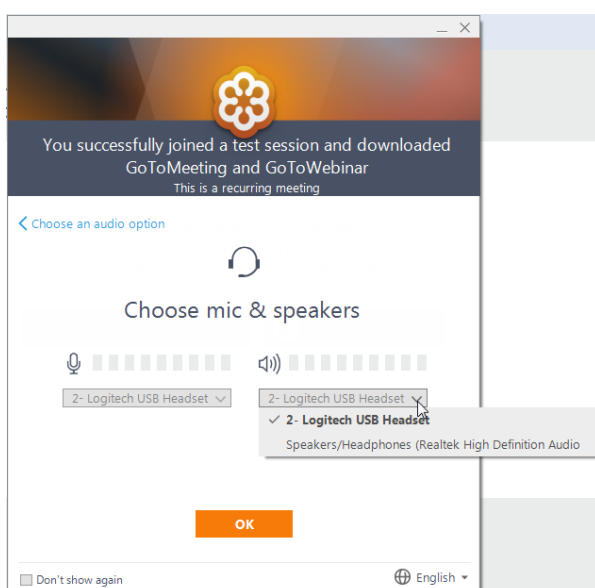 You successfully joined a test session and downloaded
GoToMeeting and GoToWebinar
This is a recurring meeting
Choose an audio option
Choose mic & speakers
2- Logitech USB Headset
2- Logitech USB Headset
2- Logitech USB Headset
Speakers/Headphones (Realtek High Definition Audio
OK
Don't show again
English